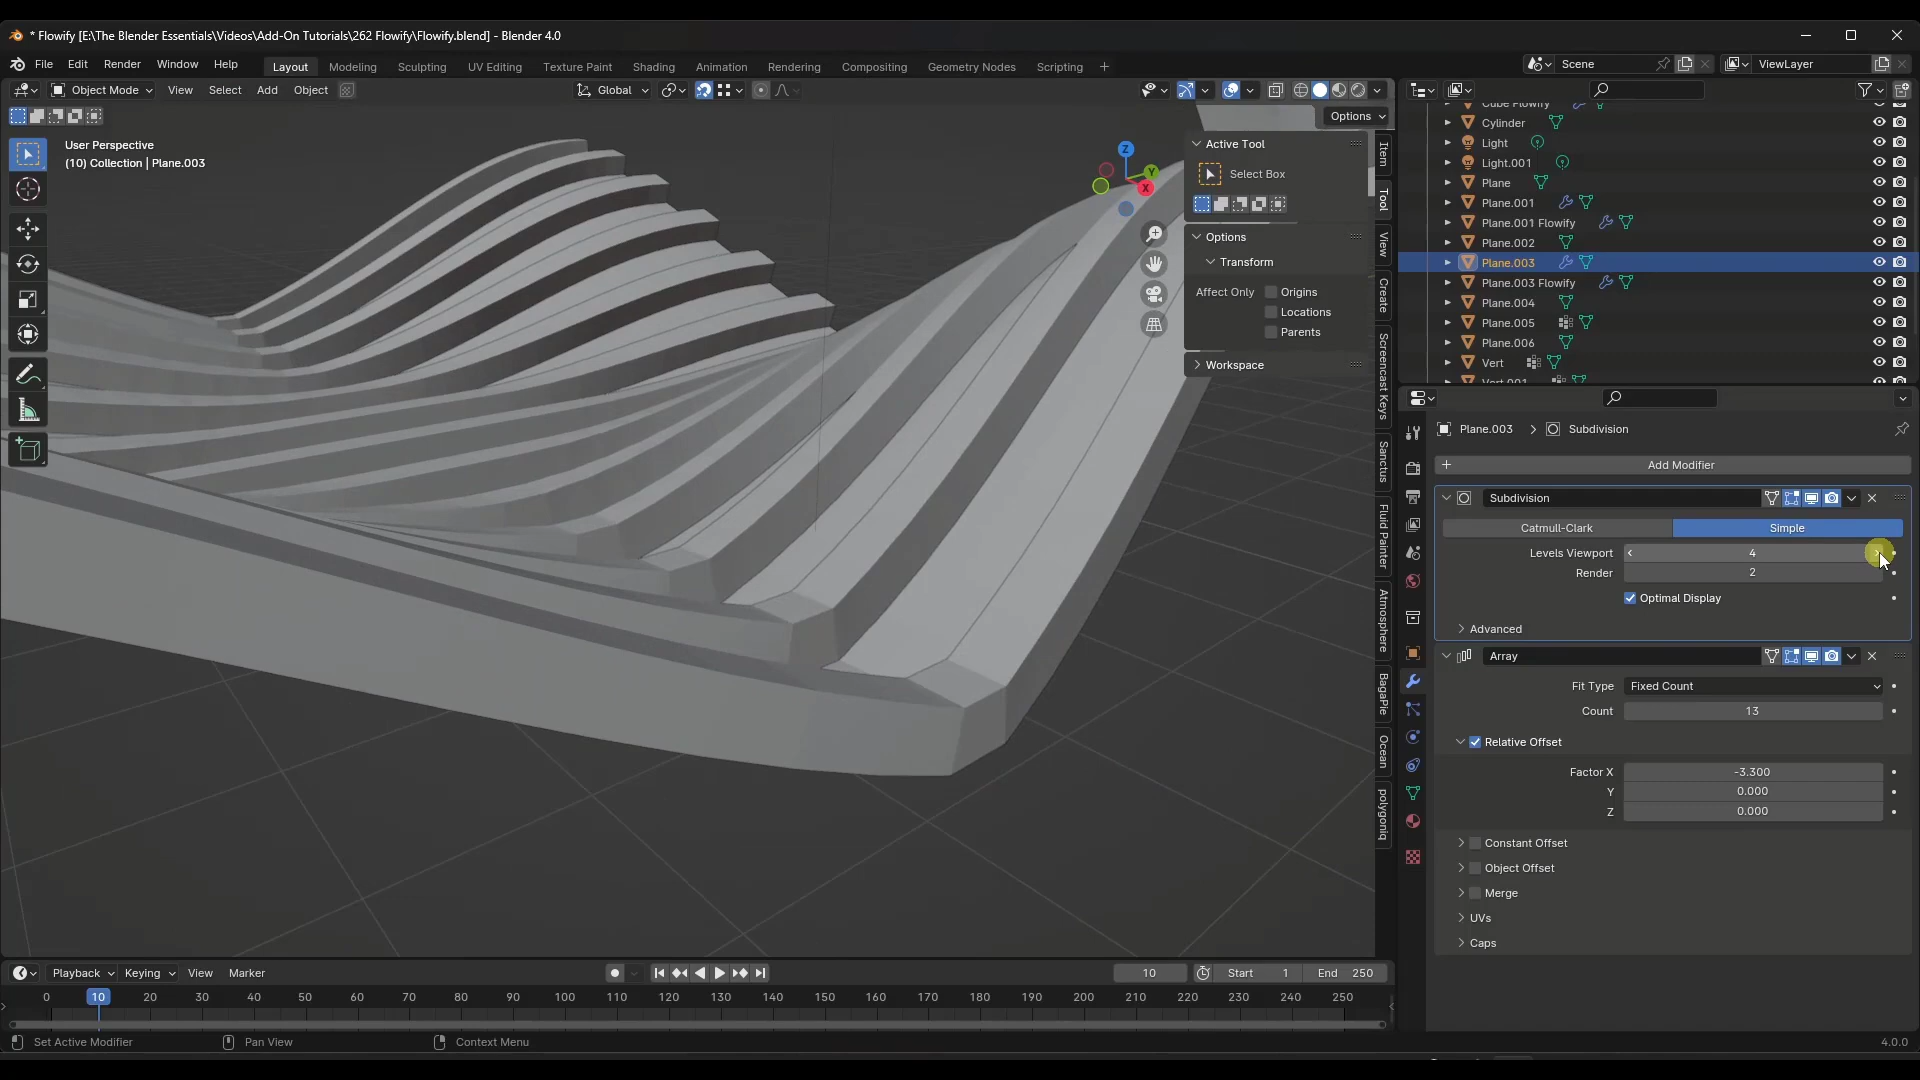 * Flowify [E:\The Blender Essentials\Videos\Add-On Tutorials\262 Flowify\Flowify.blend] - Blender 4.0
File Edit Render Window Help Layout Modeling Sculpting UV Editing Texture Paint Shading Animation Rendering Compositing Geometry Nodes Scripting + Scene ViewLayer
Object Mode View Select Add Object Global
Options
User Perspective
(10) Collection | Plane.003
Z
Y
X
Active Tool
Select Box
Options
Transform
Affect Only Origins
Locations
Parents
Workspace
Item
Tool
View
Create
Screencast Keys
Sanctus
Fluid Painter
Atmosphere
BagaPie
Ocean
polygoniq
Cube Flowify
Cylinder
Light
Light.001
Plane
Plane.001
Plane.001 Flowify
Plane.002
Plane.003
Plane.003 Flowify
Plane.004
Plane.005
Plane.006
Vert
Vert.001
Plane.003 > Subdivision
+ Add Modifier
Subdivision
Catmull-Clark Simple
Levels Viewport 4
Render 2
Optimal Display
Advanced
Array
Fit Type Fixed Count
Count 13
Relative Offset
Factor X -3.300
Y 0.000
Z 0.000
Constant Offset
Object Offset
Merge
UVs
Caps
Playback Keying View Marker 10 Start 1 End 250
0 10 20 30 40 50 60 70 80 90 100 110 120 130 140 150 160 170 180 190 200 210 220 230 240 250
Set Active Modifier Pan View Context Menu 4.0.0